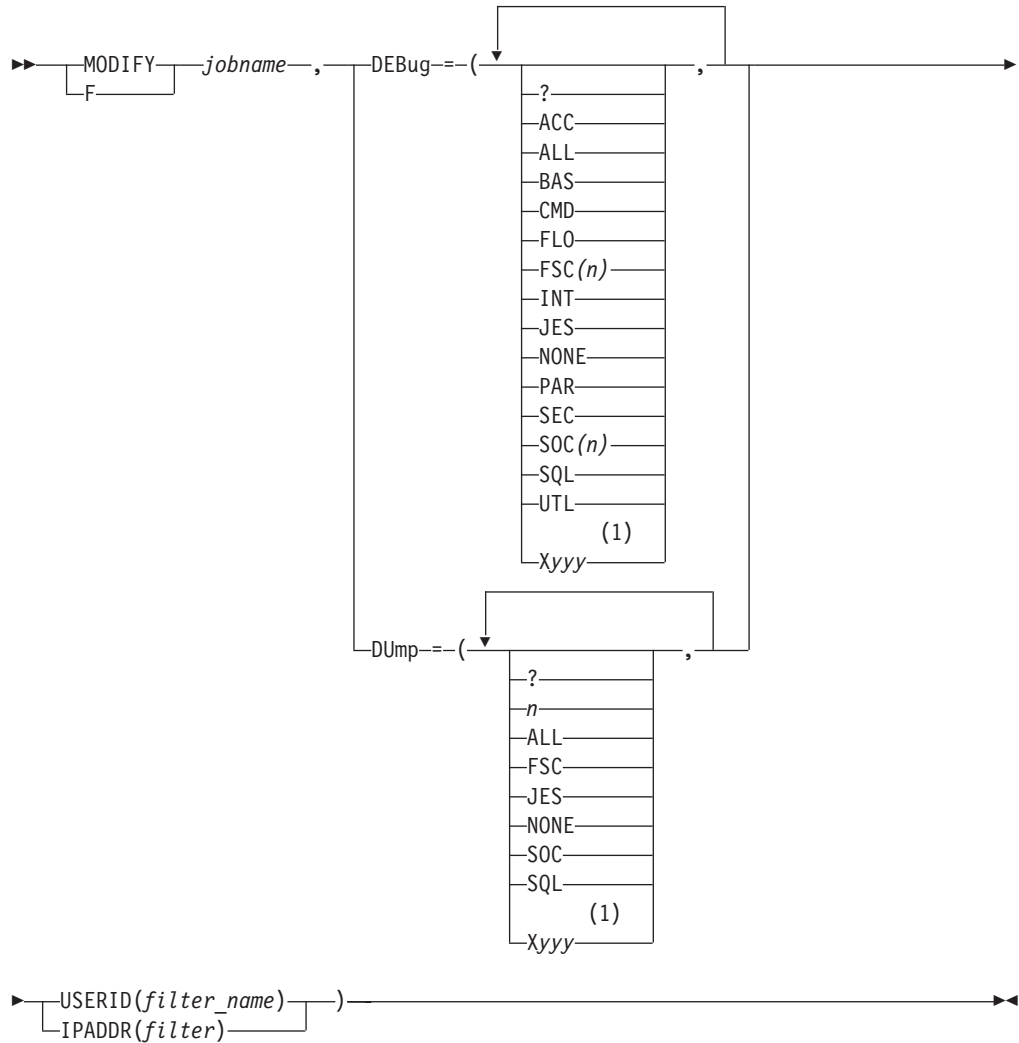 MODIFY jobname , DEBug = ( ,
F
?
ACC
ALL
BAS
CMD
FLO
FSC(n)
INT
JES
NONE
PAR
SEC
SOC(n)
SQL
UTL
(1)
Xyyy
DUmp = ( ,
?
n
ALL
FSC
JES
NONE
SOC
SQL
(1)
Xyyy
USERID(filter_name) )
IPADDR(filter)